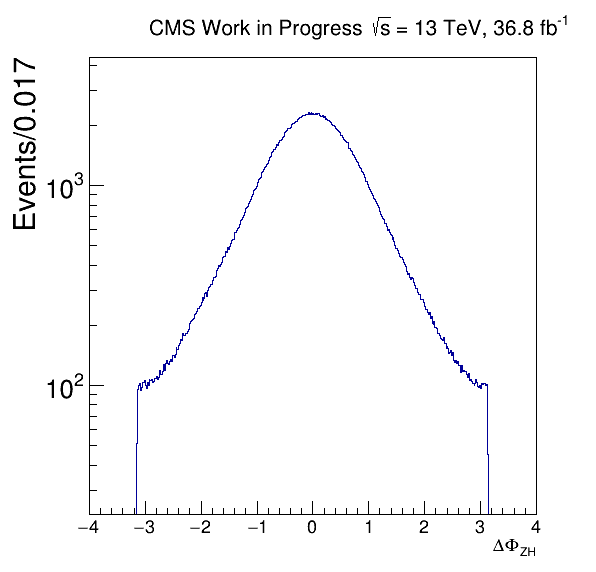 CMS Work in Progress √s = 13 TeV, 36.8 fb⁻¹
Events/0.017
10³
10²
−4 −3 −2 −1 0 1 2 3 4
ΔΦ_ZH